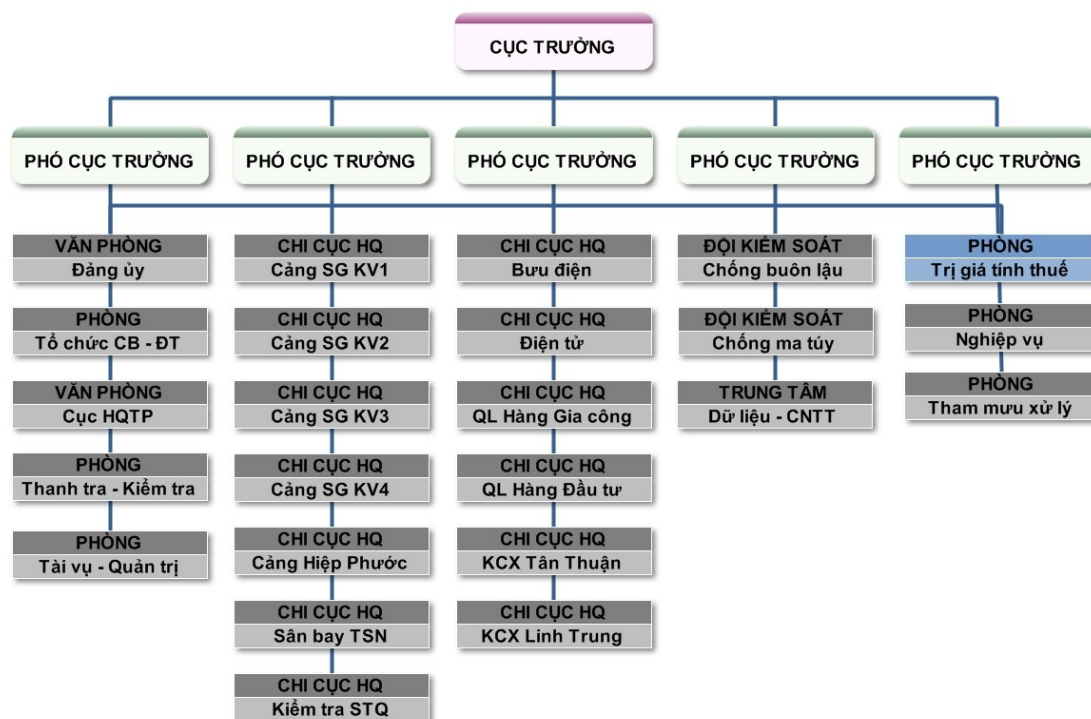 CỤC TRƯỞNG
PHÓ CỤC TRƯỞNG
PHÓ CỤC TRƯỞNG
PHÓ CỤC TRƯỞNG
PHÓ CỤC TRƯỞNG
PHÓ CỤC TRƯỞNG
VĂN PHÒNG
Đảng ủy
PHÒNG
Tổ chức CB - ĐT
VĂN PHÒNG
Cục HQTP
PHÒNG
Thanh tra - Kiểm tra
PHÒNG
Tài vụ - Quản trị
CHI CỤC HQ
Cảng SG KV1
CHI CỤC HQ
Cảng SG KV2
CHI CỤC HQ
Cảng SG KV3
CHI CỤC HQ
Cảng SG KV4
CHI CỤC HQ
Cảng Hiệp Phước
CHI CỤC HQ
Sân bay TSN
CHI CỤC HQ
Kiểm tra STQ
CHI CỤC HQ
Bưu điện
CHI CỤC HQ
Điện tử
CHI CỤC HQ
QL Hàng Gia công
CHI CỤC HQ
QL Hàng Đầu tư
CHI CỤC HQ
KCX Tân Thuận
CHI CỤC HQ
KCX Linh Trung
ĐỘI KIỂM SOÁT
Chống buôn lậu
ĐỘI KIỂM SOÁT
Chống ma túy
TRUNG TÂM
Dữ liệu - CNTT
PHÒNG
Trị giá tính thuế
PHÒNG
Nghiệp vụ
PHÒNG
Tham mưu xử lý